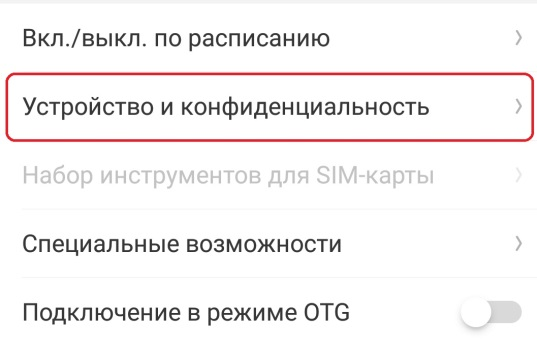 Вкл./выкл. по расписанию
Устройство и конфиденциальность
Набор инструментов для SIM-карты
Специальные возможности
Подключение в режиме OTG